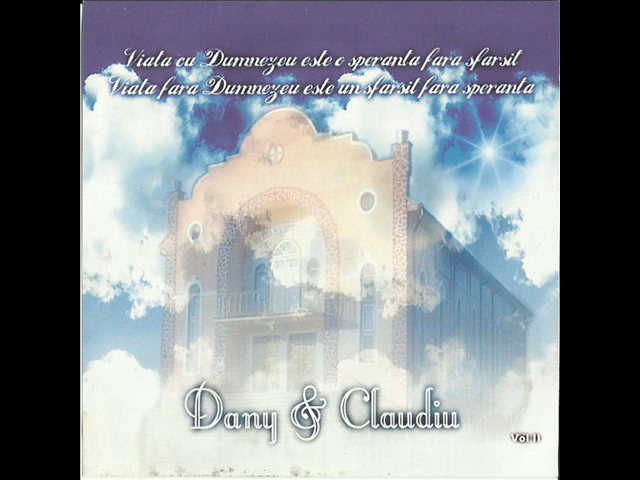 Viata cu Dumnezeu este o speranta fara sfarsit
Viata fara Dumnezeu este un sfarsit fara speranta
Dany & Claudiu
Vol II